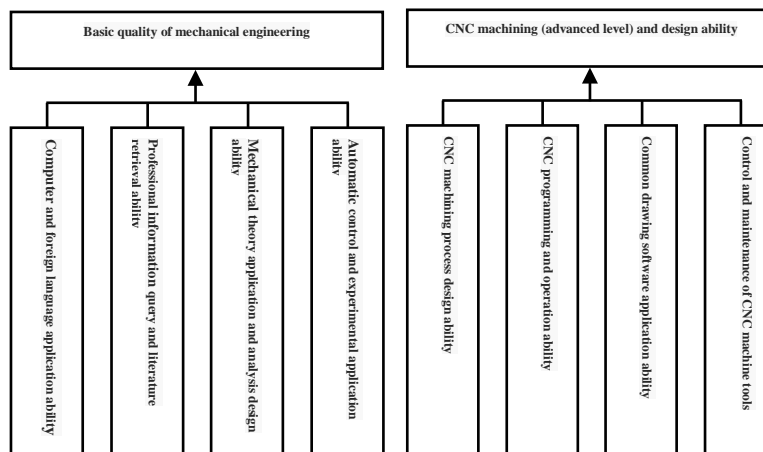 Basic quality of mechanical engineering
CNC machining (advanced level) and design ability
Computer and foreign language application ability
Professional information query and literature
retrieval ability
Mechanical theory application and analysis design
ability
Automatic control and experimental application
ability
CNC machining process design ability
CNC programming and operation ability
Common drawing software application ability
Control and maintenance of CNC machine tools